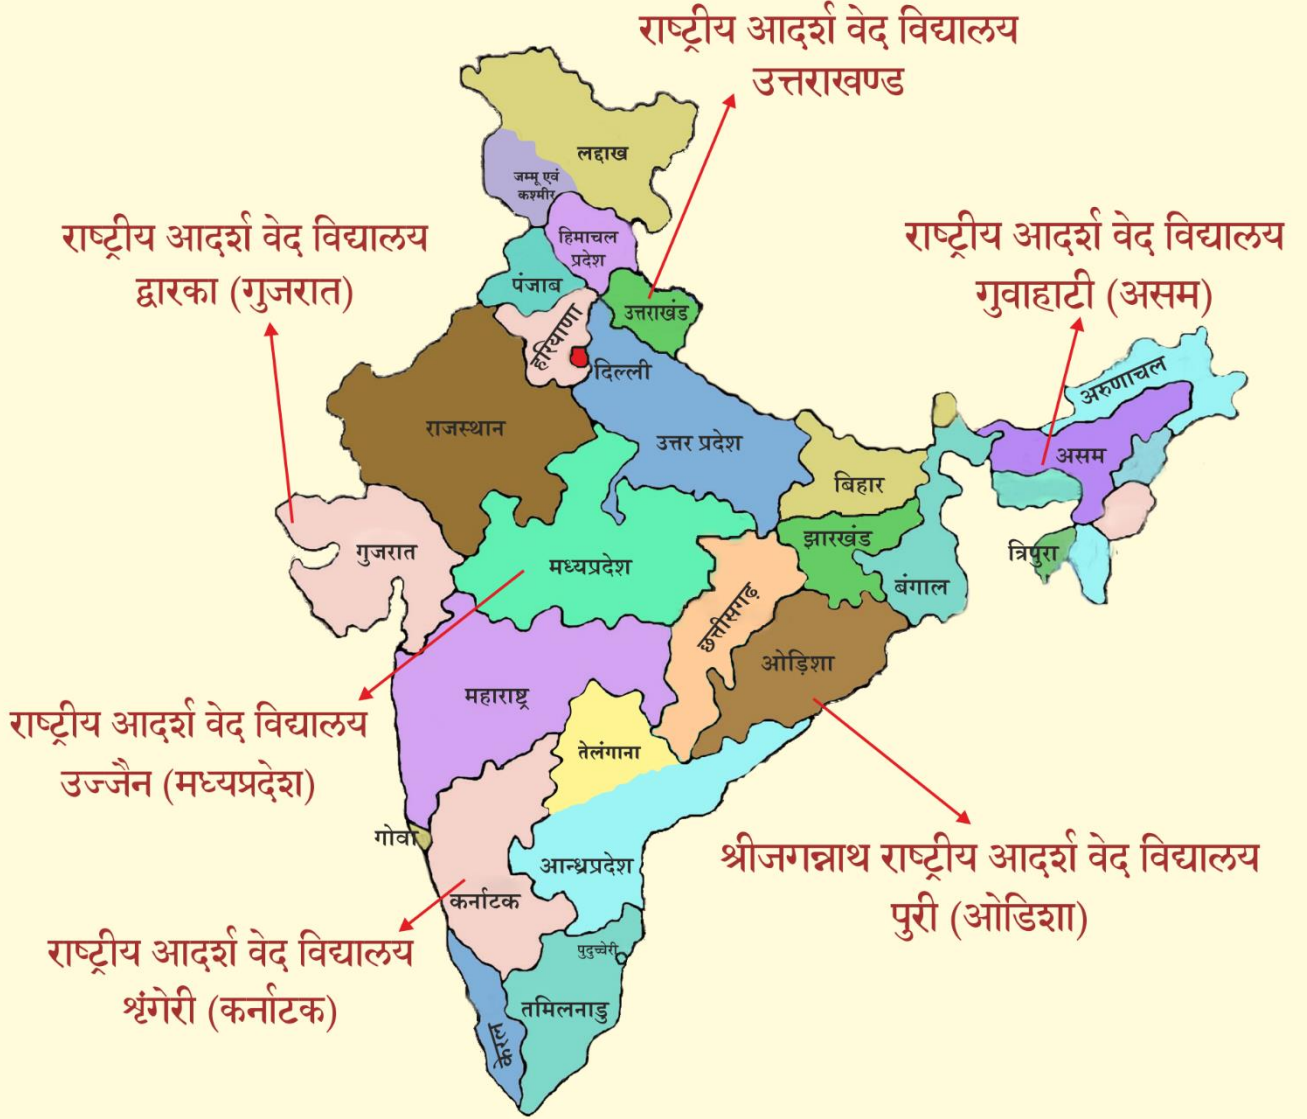 राष्ट्रीय आदर्श वेद विद्यालय
उत्तराखण्ड
लद्दाख
जम्मू एवं
कश्मीर
राष्ट्रीय आदर्श वेद विद्यालय
द्वारका (गुजरात)
हिमाचल
प्रदेश
राष्ट्रीय आदर्श वेद विद्यालय
गुवाहाटी (असम)
पंजाब
उत्तराखंड
हरियाणा
दिल्ली
अरुणाचल
राजस्थान
उत्तर प्रदेश
असम
बिहार
गुजरात
झारखंड
त्रिपुरा
मध्यप्रदेश
बंगाल
छत्तीसगढ़
ओड़िशा
महाराष्ट्र
राष्ट्रीय आदर्श वेद विद्यालय
उज्जैन (मध्यप्रदेश)
तेलंगाना
गोवा
आन्ध्रप्रदेश
श्रीजगन्नाथ राष्ट्रीय आदर्श वेद विद्यालय
पुरी (ओडिशा)
कर्नाटक
राष्ट्रीय आदर्श वेद विद्यालय
शृंगेरी (कर्नाटक)
पुदुच्चेरी
तमिलनाडु
केरल